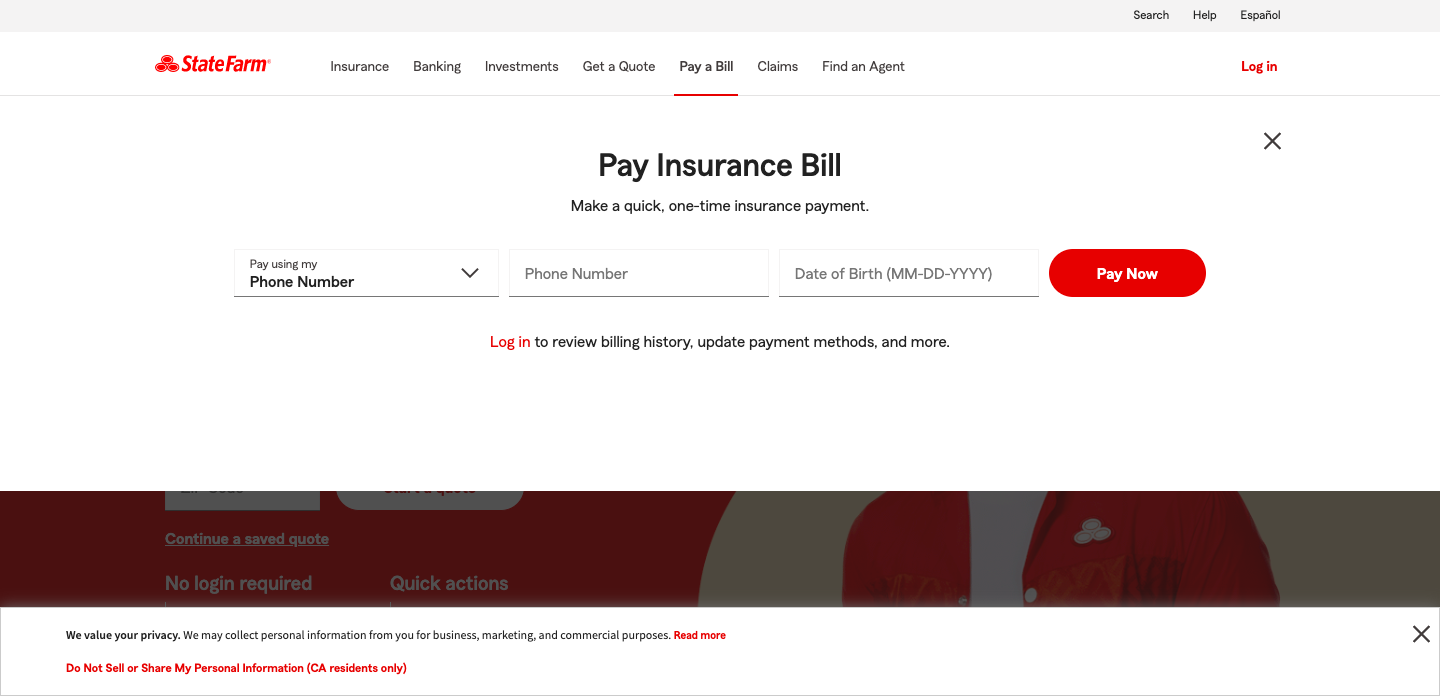 Search Help Español
State Farm®
Insurance Banking Investments Get a Quote Pay a Bill Claims Find an Agent Log in
Pay Insurance Bill
Make a quick, one-time insurance payment.
Pay using my
Phone Number
Phone Number
Date of Birth (MM-DD-YYYY)
Pay Now
Log in to review billing history, update payment methods, and more.
Continue a saved quote
No login required
Quick actions
We value your privacy. We may collect personal information from you for business, marketing, and commercial purposes. Read more
Do Not Sell or Share My Personal Information (CA residents only)